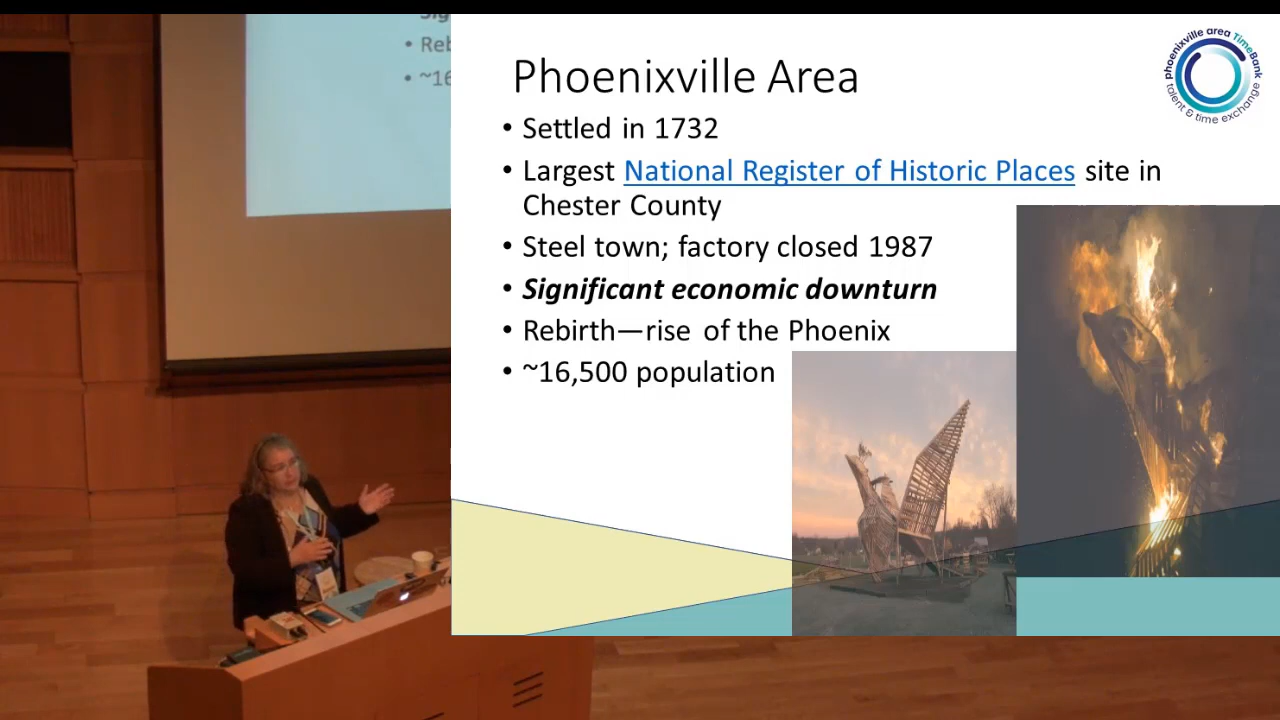 • Reb
• ~16
Phoenixville Area
• Settled in 1732
• Largest National Register of Historic Places site in
Chester County
• Steel town; factory closed 1987
• Significant economic downturn
• Rebirth—rise of the Phoenix
• ~16,500 population
phoenixville area TimeBank
talent & time exchange